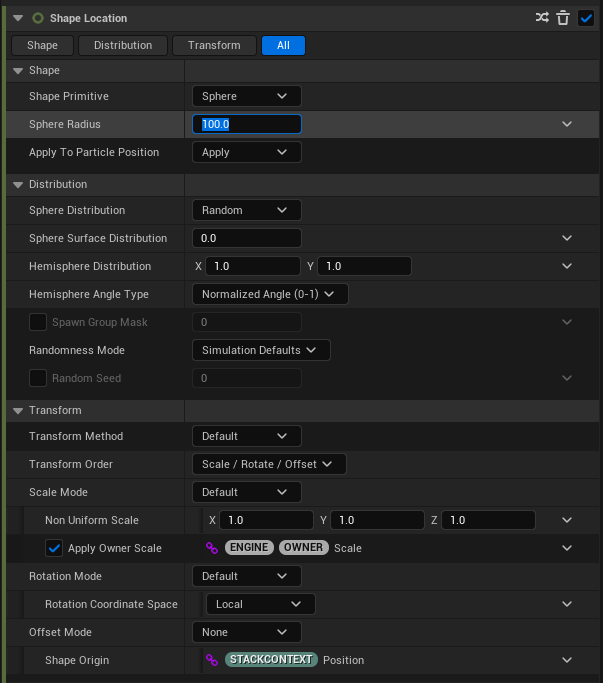 Shape Location
Shape Distribution Transform All
Shape
Shape Primitive Sphere
Sphere Radius 100.0
Apply To Particle Position Apply
Distribution
Sphere Distribution Random
Sphere Surface Distribution 0.0
Hemisphere Distribution X 1.0 Y 1.0
Hemisphere Angle Type Normalized Angle (0-1)
Spawn Group Mask 0
Randomness Mode Simulation Defaults
Random Seed 0
Transform
Transform Method Default
Transform Order Scale / Rotate / Offset
Scale Mode Default
Non Uniform Scale X 1.0 Y 1.0 Z 1.0
Apply Owner Scale ENGINE OWNER Scale
Rotation Mode Default
Rotation Coordinate Space Local
Offset Mode None
Shape Origin STACKCONTEXT Position